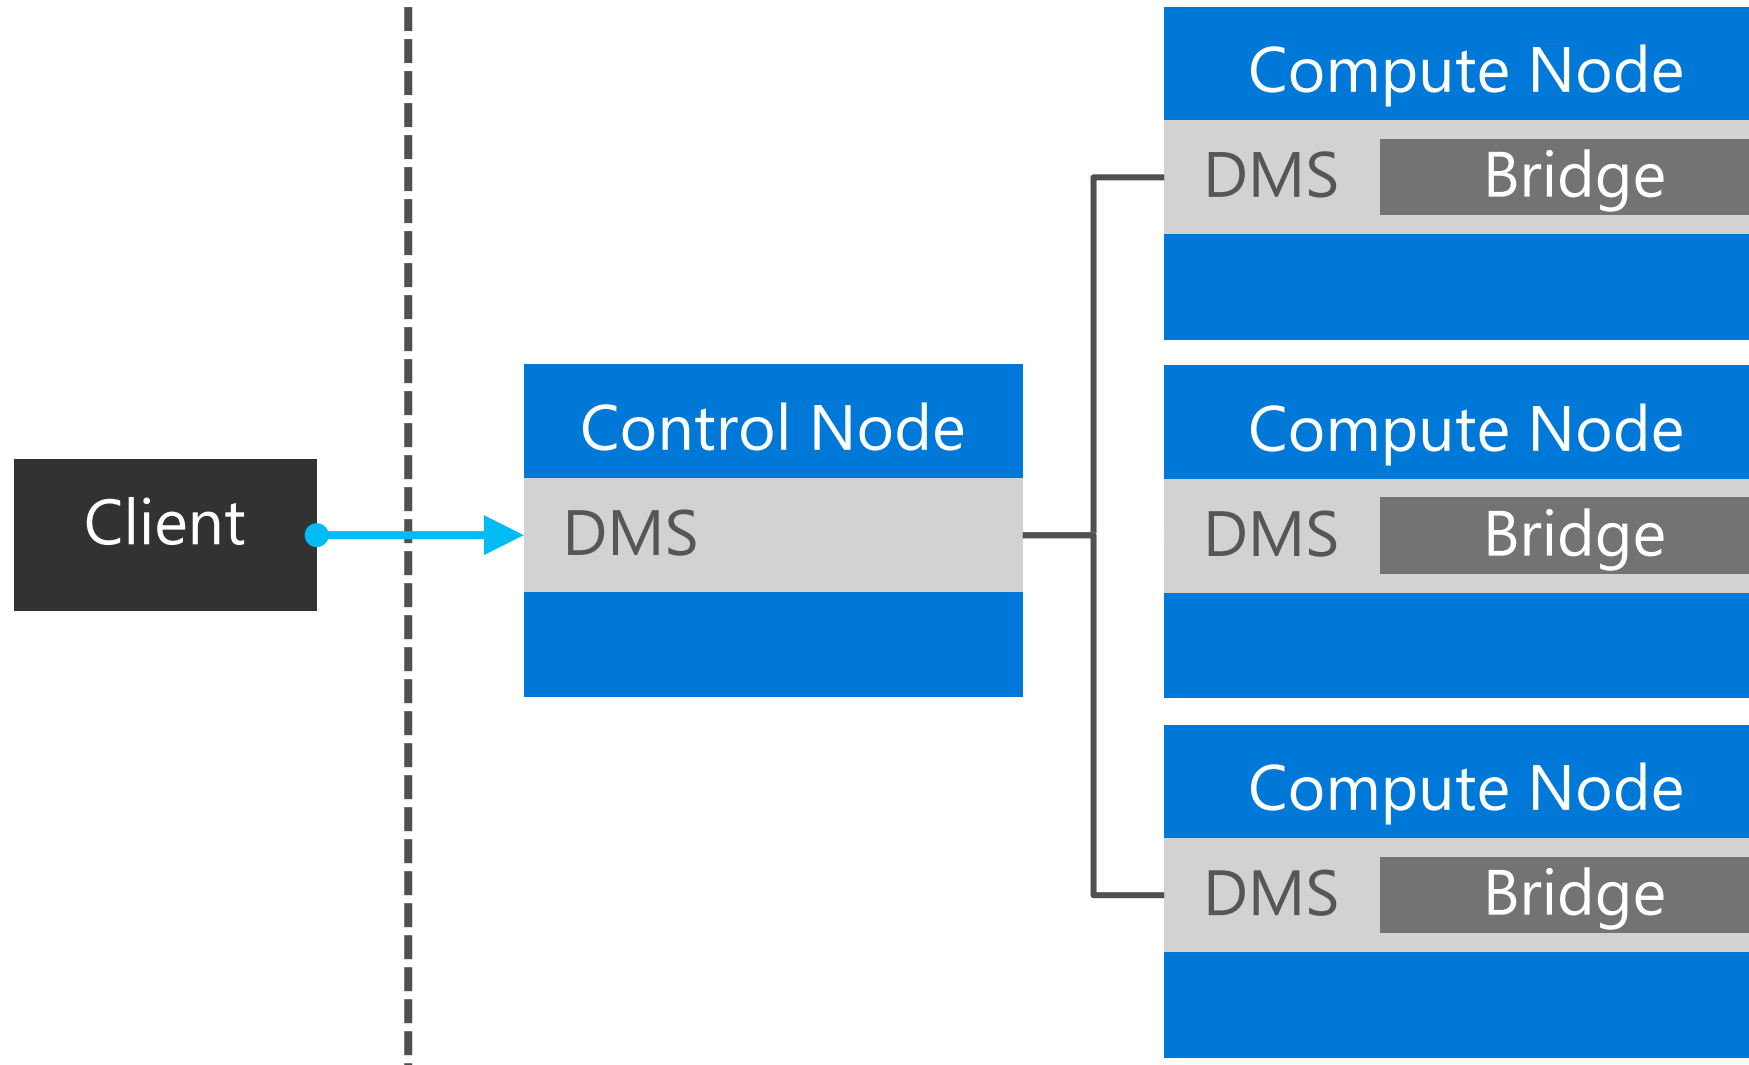 Client
Control Node
DMS
Compute Node
DMS Bridge
Compute Node
DMS Bridge
Compute Node
DMS Bridge